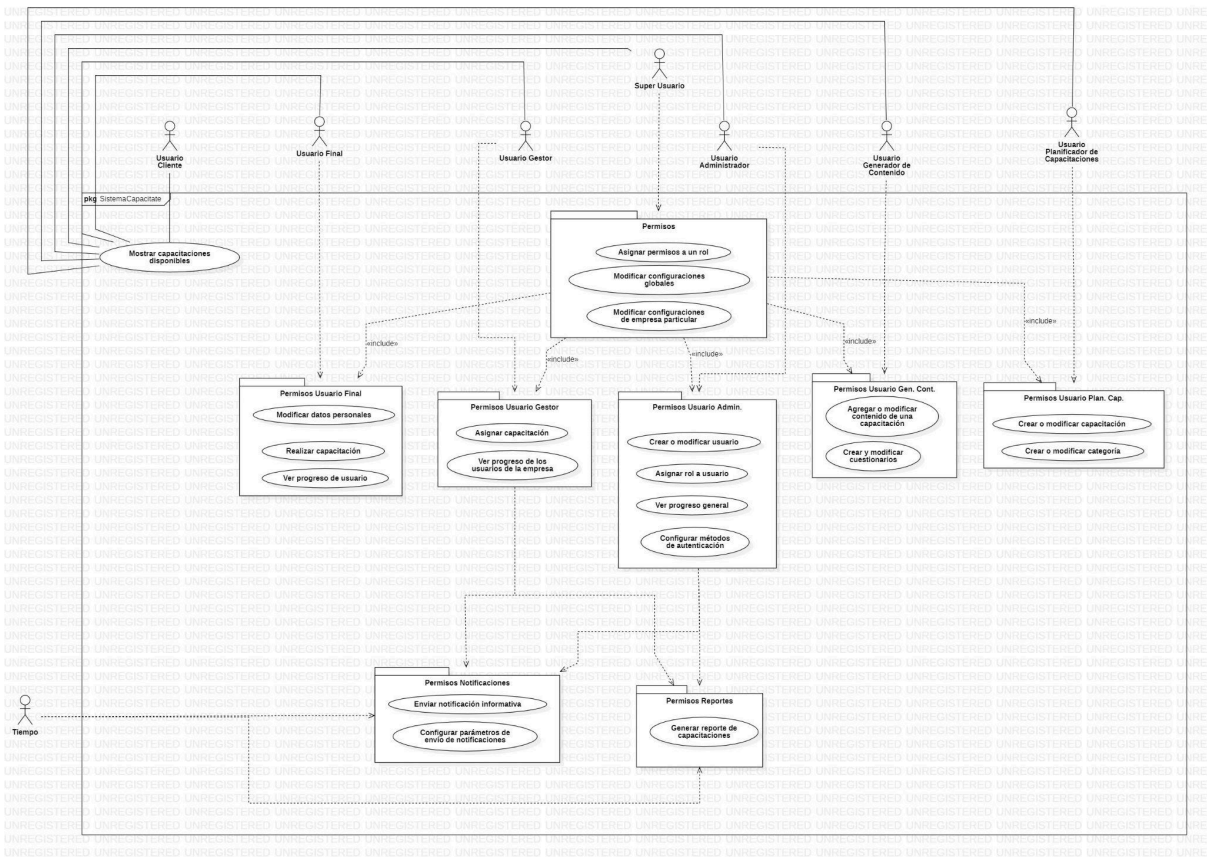 Super Usuario
Usuario
Cliente
Usuario Final
Usuario Gestor
Usuario
Administrador
Usuario
Generador de
Contenido
Usuario
Planificador de
Capacitaciones
pkg SistemaCapacitate
Mostrar capacitaciones
disponibles
Permisos
Asignar permisos a un rol
Modificar configuraciones
globales
Modificar configuraciones
de empresa particular
«include»
«include»
«include»
«include»
«include»
Permisos Usuario Final
Modificar datos personales
Realizar capacitación
Ver progreso de usuario
Permisos Usuario Gestor
Asignar capacitación
Ver progreso de los
usuarios de la empresa
Permisos Usuario Admin.
Crear o modificar usuario
Asignar rol a usuario
Ver progreso general
Configurar métodos
de autenticación
Permisos Usuario Gen. Cont.
Agregar o modificar
contenido de una
capacitación
Crear y modificar
cuestionarios
Permisos Usuario Plan. Cap.
Crear o modificar capacitación
Crear o modificar categoría
Permisos Notificaciones
Enviar notificación informativa
Configurar parámetros de
envío de notificaciones
Permisos Reportes
Generar reporte de
capacitaciones
Tiempo
UNREGISTERED